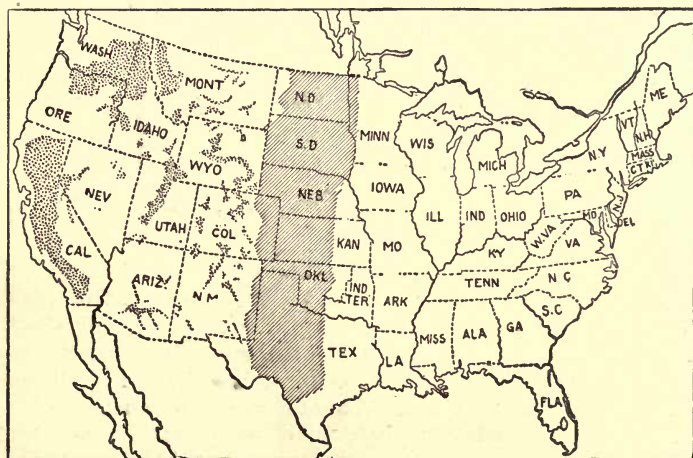 WASH
MONT
N.D
MINN
ORE
IDAHO
S.D
WIS
MICH
VT
N.H
ME
N.Y
MASS
CT
R.I
WYO
NEB
IOWA
NEV
UTAH
COL
ILL
IND
OHIO
PA
N.J
MD
DEL
CAL
KAN
MO
KY
W.VA
VA
ARIZ
N M
OKL
IND
TER
ARK
TENN
N C
S.C
TEX
LA
MISS
ALA
GA
FLA